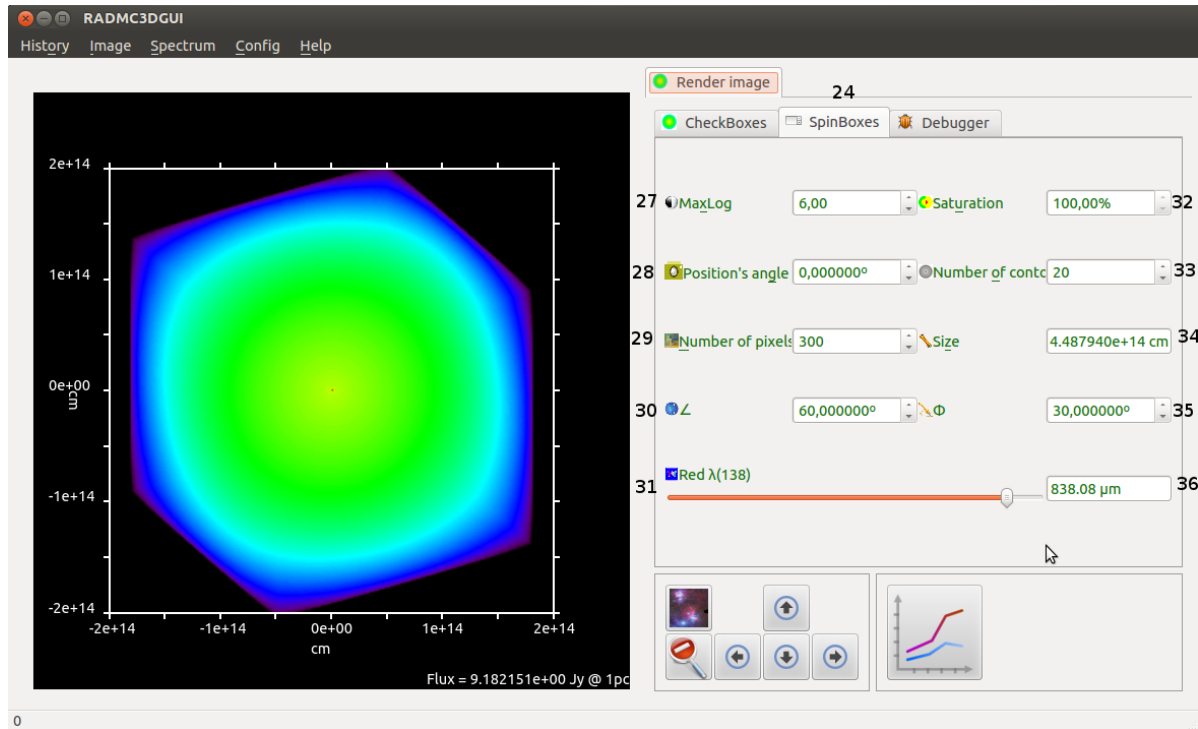 RADMC3DGUI
History Image Spectrum Config Help
Render image
24
CheckBoxes SpinBoxes Debugger
27 MaxLog 6,00 Saturation 100,00% 32
28 Position's angle 0,000000º Number of conto 20 33
29 Number of pixels 300 Size 4.487940e+14 cm 34
30 ∠ 60,000000º Φ 30,000000º 35
31 Red λ(138) 838.08 µm 36
2e+14
1e+14
0e+00
cm
-1e+14
-2e+14
-2e+14 -1e+14 0e+00 1e+14 2e+14
cm
Flux = 9.182151e+00 Jy @ 1pc
0